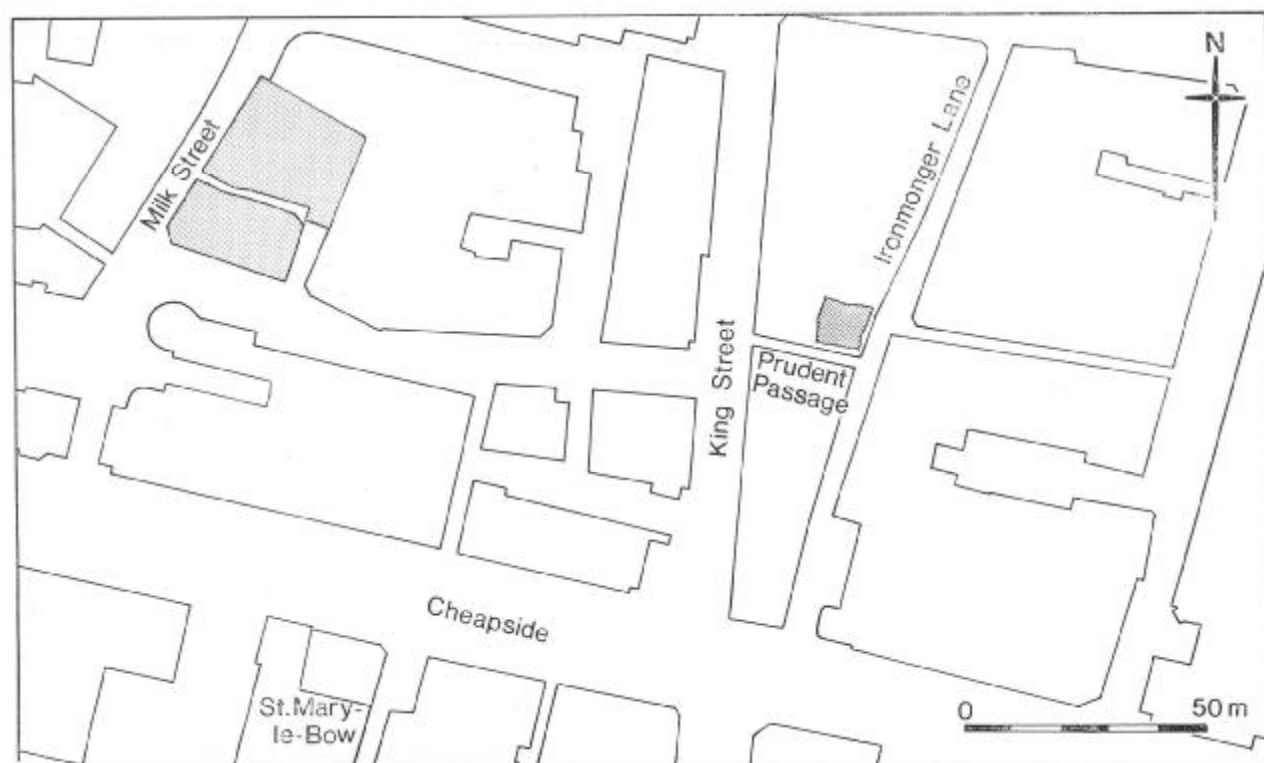 N
Milk Street
Ironmonger Lane
King Street
Prudent
Passage
Cheapside
St.Mary-
le-Bow
0 50 m